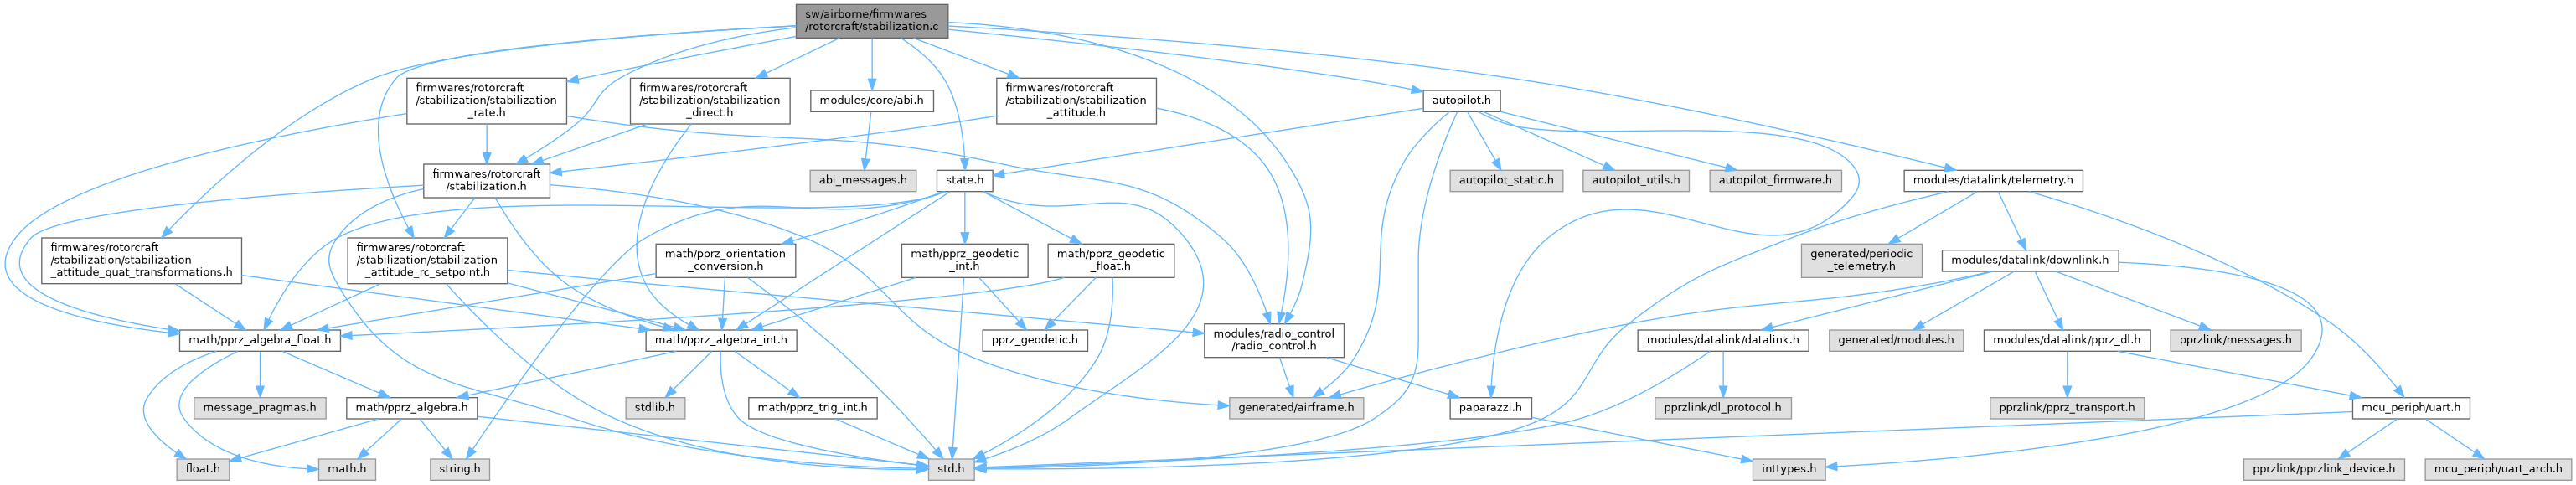 sw/airborne/firmwares
/rotorcraft/stabilization.c
firmwares/rotorcraft
/stabilization/stabilization
_rate.h
firmwares/rotorcraft
/stabilization/stabilization
_direct.h
modules/core/abi.h
firmwares/rotorcraft
/stabilization/stabilization
_attitude.h
autopilot.h
firmwares/rotorcraft
/stabilization.h
abi_messages.h
state.h
autopilot_static.h
autopilot_utils.h
autopilot_firmware.h
modules/datalink/telemetry.h
firmwares/rotorcraft
/stabilization/stabilization
_attitude_quat_transformations.h
firmwares/rotorcraft
/stabilization/stabilization
_attitude_rc_setpoint.h
math/pprz_orientation
_conversion.h
math/pprz_geodetic
_int.h
math/pprz_geodetic
_float.h
generated/periodic
_telemetry.h
modules/datalink/downlink.h
math/pprz_algebra_float.h
math/pprz_algebra_int.h
pprz_geodetic.h
modules/radio_control
/radio_control.h
modules/datalink/datalink.h
generated/modules.h
modules/datalink/pprz_dl.h
pprzlink/messages.h
message_pragmas.h
math/pprz_algebra.h
stdlib.h
math/pprz_trig_int.h
generated/airframe.h
paparazzi.h
pprzlink/dl_protocol.h
pprzlink/pprz_transport.h
mcu_periph/uart.h
float.h
math.h
string.h
std.h
inttypes.h
pprzlink/pprzlink_device.h
mcu_periph/uart_arch.h